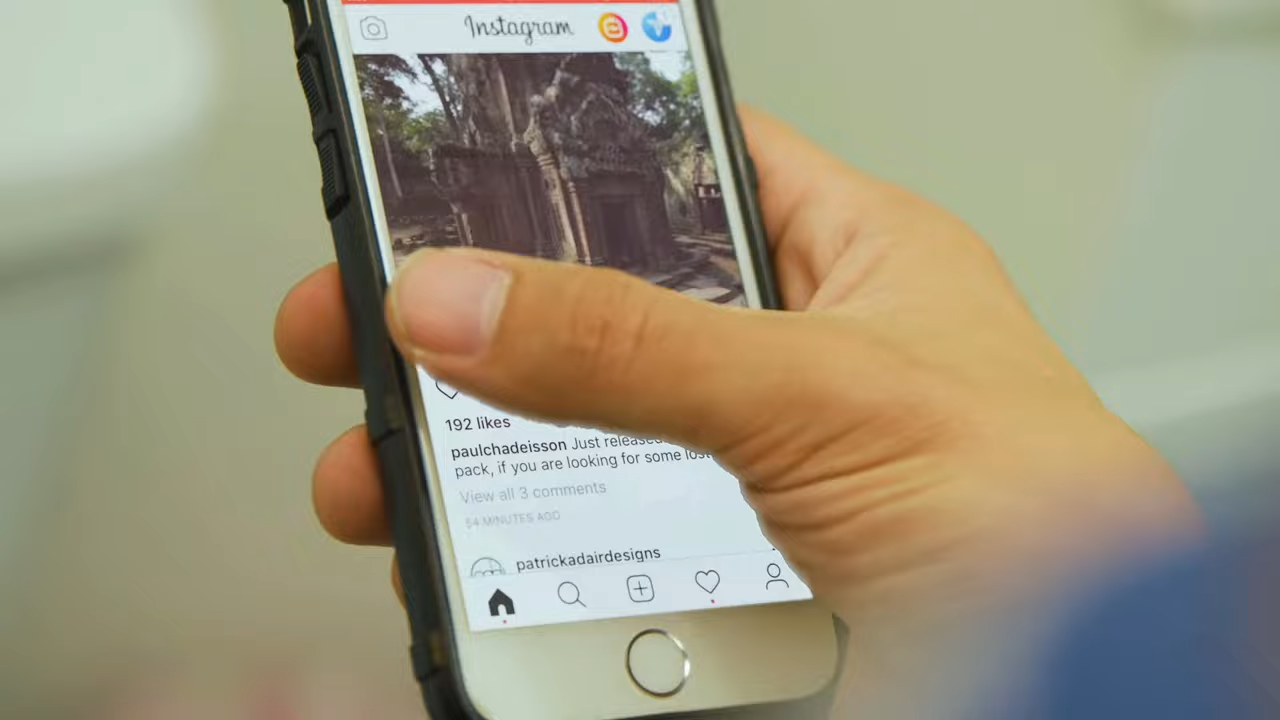 Instagram
192 likes
paulchadeisson Just released
pack, if you are looking for some lost
View all 3 comments
54 MINUTES AGO
patrickadairdesigns